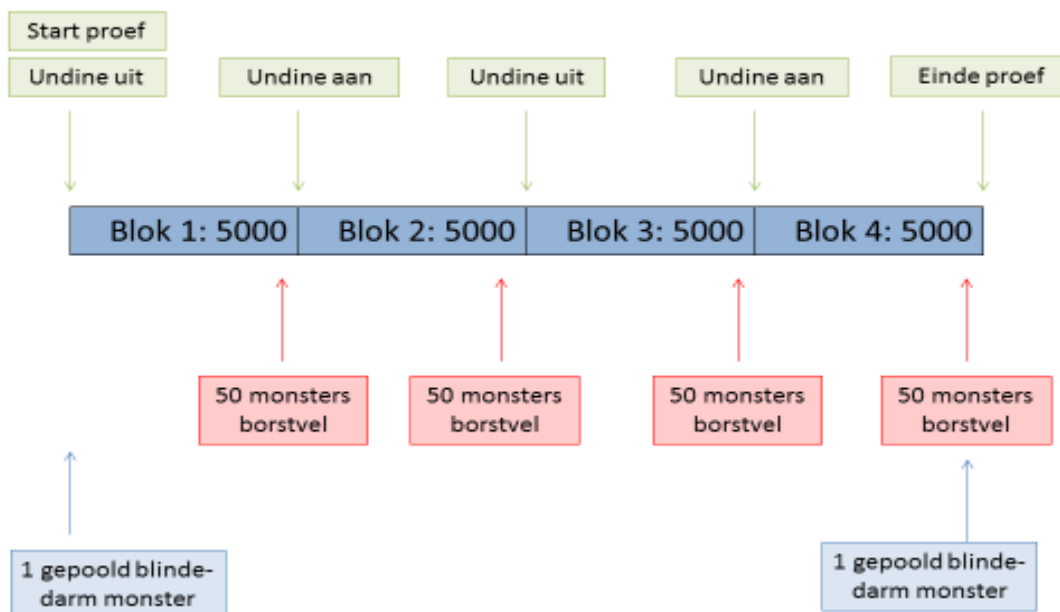 Start proef
Undine uit
Undine aan
Undine uit
Undine aan
Einde proef
Blok 1: 5000
Blok 2: 5000
Blok 3: 5000
Blok 4: 5000
50 monsters
borstvel
50 monsters
borstvel
50 monsters
borstvel
50 monsters
borstvel
1 gepoold blinde-
darm monster
1 gepoold blinde-
darm monster